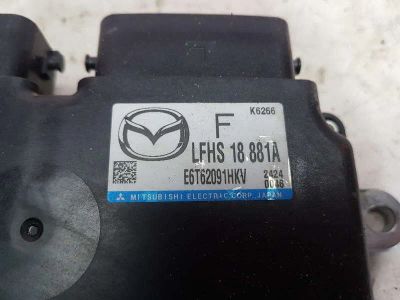 K6266
F
LFHS 18 881A
E6T62091HKV 2424
0046
MITSUBISHI ELECTRIC CORP. JAPAN